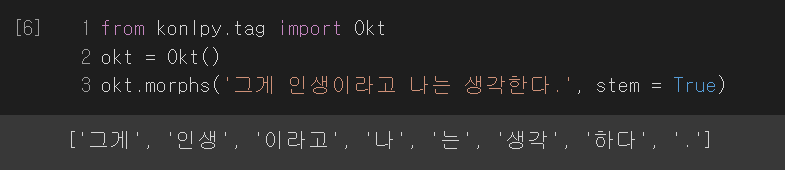 [6] 1 from konlpy.tag import Okt
2 okt = Okt()
3 okt.morphs('그게 인생이라고 나는 생각한다.', stem = True)
['그게', '인생', '이라고', '나', '는', '생각', '하다', '.']